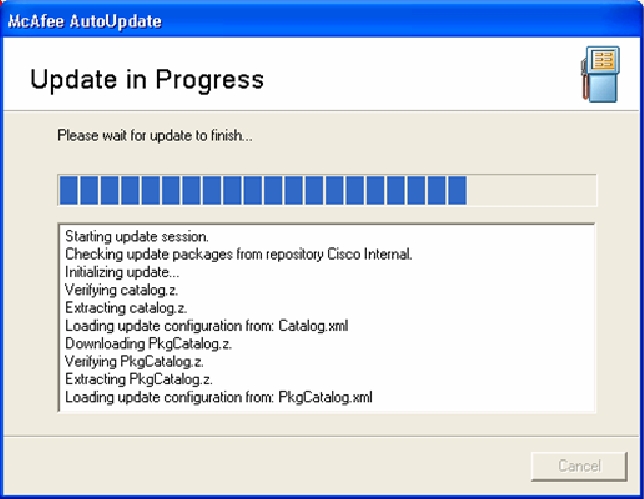 McAfee AutoUpdate
Update in Progress
Please wait for update to finish...
Starting update session.
Checking update packages from repository Cisco Internal.
Initializing update...
Verifying catalog.z.
Extracting catalog.z.
Loading update configuration from: Catalog.xml
Downloading PkgCatalog.z.
Verifying PkgCatalog.z.
Extracting PkgCatalog.z.
Loading update configuration from: PkgCatalog.xml
Cancel